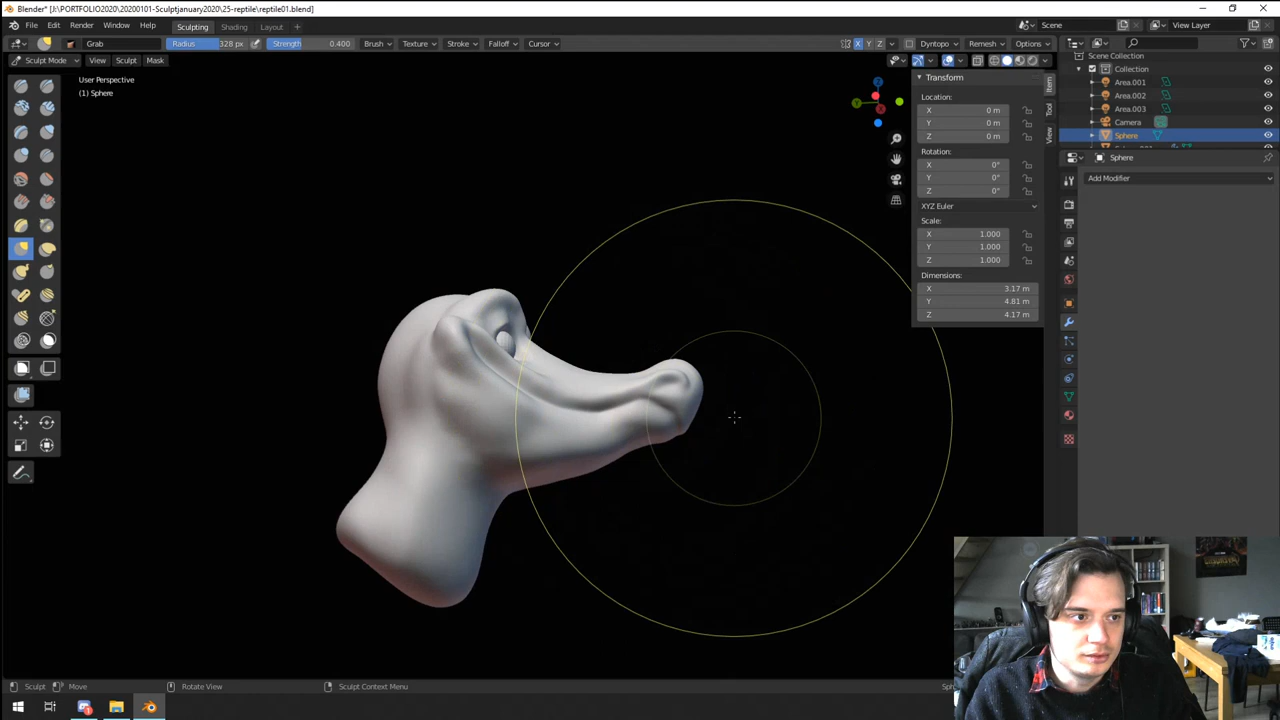 Blender* [J:\PORTFOLIO2020\20200101-Sculptjanuary2020\25-reptile\reptile01.blend]
File Edit Render Window Help Sculpting Shading Layout Scene View Layer
Grab Radius 328 px Strength 0.400 Brush Texture Stroke Falloff Cursor X Y Z Dyntopo Remesh Options
Sculpt Mode View Sculpt Mask
Scene Collection
Collection
Area.001
Area.002
Area.003
Camera
Sphere
User Perspective
(1) Sphere
Transform
Location:
X 0 m
Y 0 m
Z 0 m
Rotation:
X 0°
Y 0°
Z 0°
XYZ Euler
Scale:
X 1.000
Y 1.000
Z 1.000
Dimensions:
X 3.17 m
Y 4.81 m
Z 4.17 m
Item
Tool
View
Sphere
Add Modifier
Sculpt Move Rotate View Sculpt Context Menu